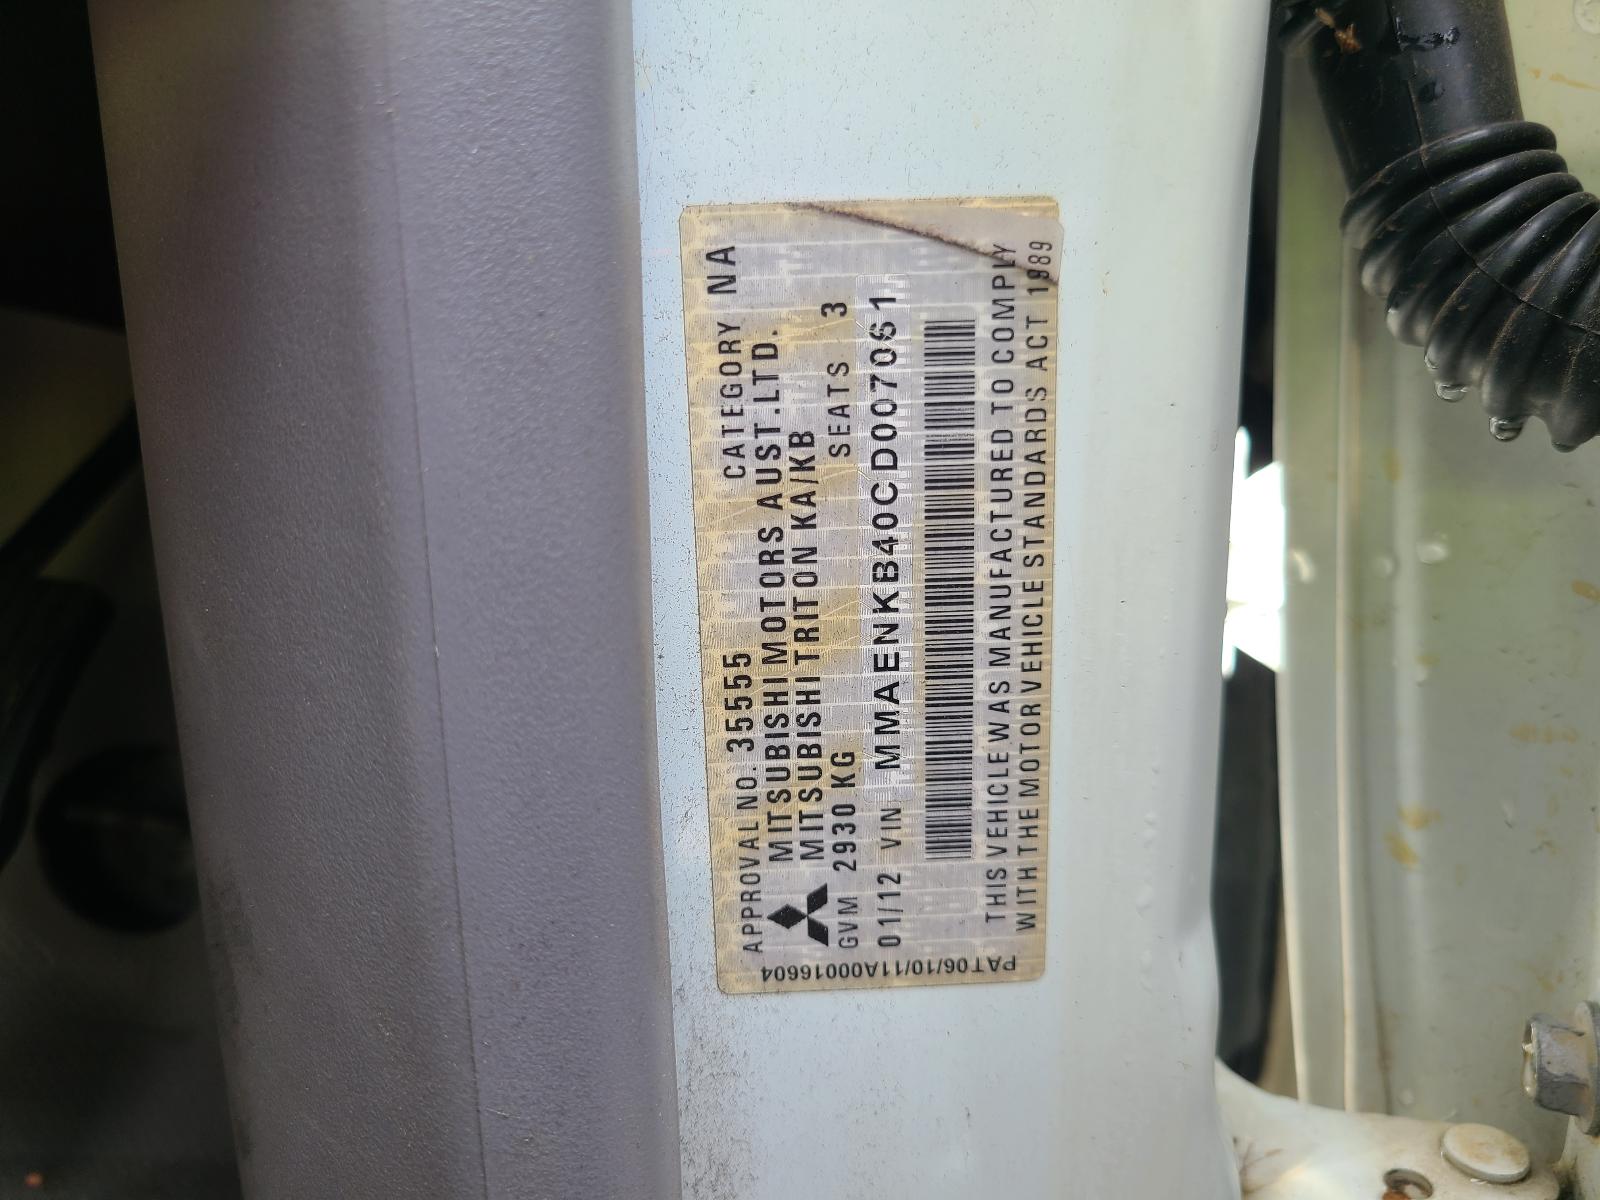 APPROVAL NO. 35555 CATEGORY NA
MITSUBISHI MOTORS AUST. LTD.
MITSUBISHI TRITON KA/KB
GVM 2930 KG SEATS 3
01/12 VIN MMAENKB40CD007061
THIS VEHICLE WAS MANUFACTURED TO COMPLY
WITH THE MOTOR VEHICLE STANDARDS ACT 1989
PAT06/10/11A00016604